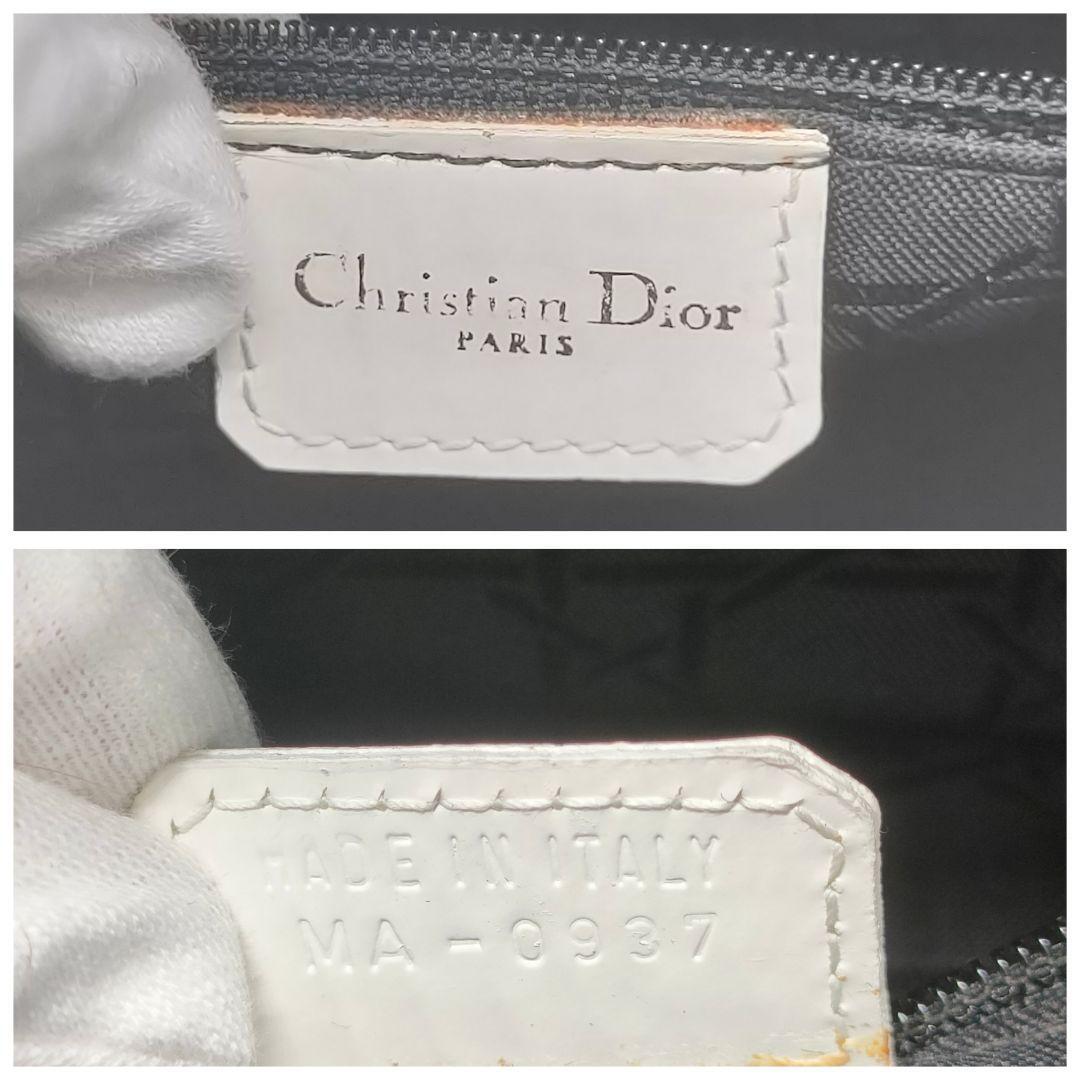 Christian Dior
PARIS
MADE IN ITALY
MA-0937